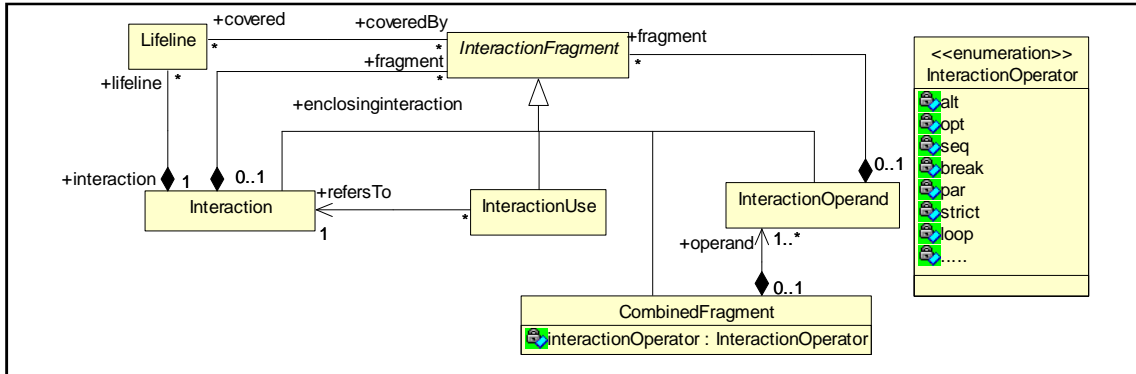 +covered
+coveredBy
Lifeline
*
*
InteractionFragment
+fragment
*
+fragment
*
*
+lifeline
+enclosinginteraction
<<enumeration>>
InteractionOperator
alt
opt
seq
break
par
strict
loop
.....
+interaction
1
0..1
0..1
Interaction
1
+refersTo
*
InteractionUse
InteractionOperand
+operand
1..*
0..1
CombinedFragment
interactionOperator : InteractionOperator